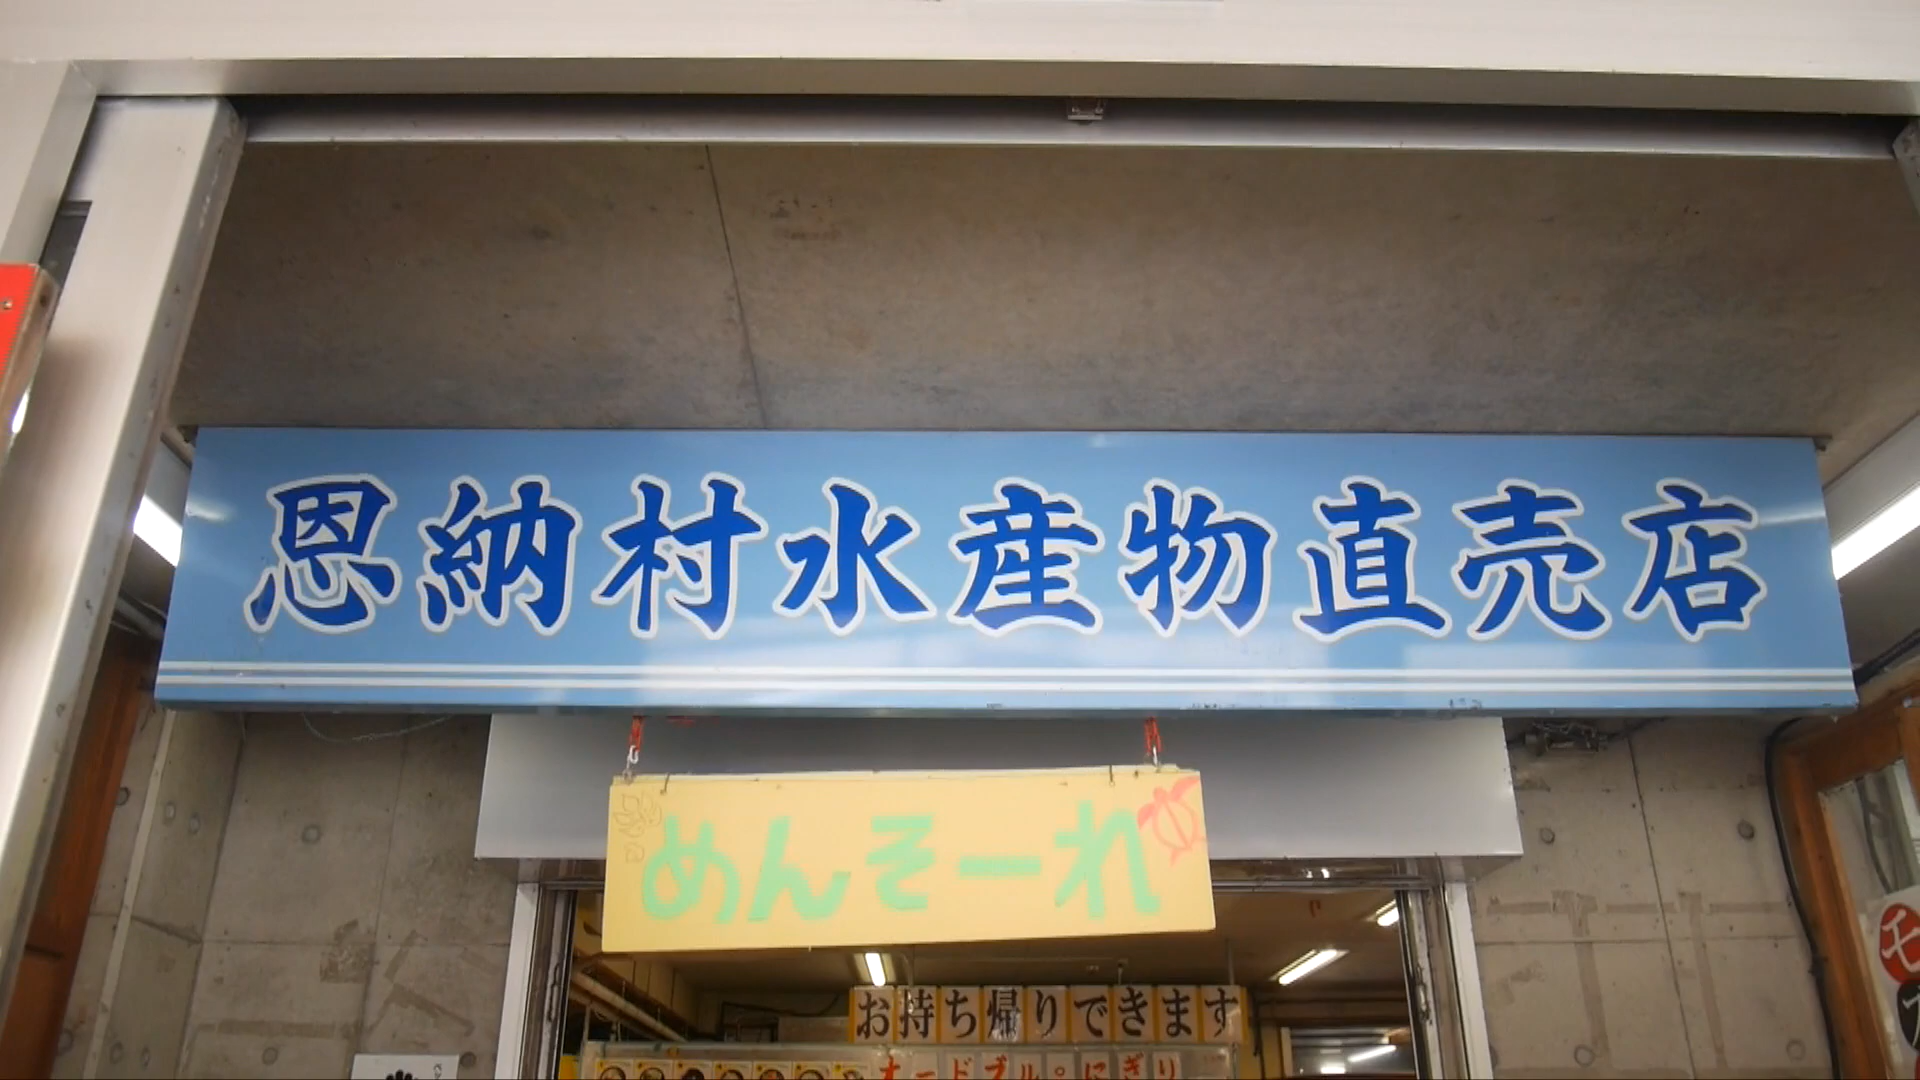 恩納村水産物直売店
めんそーれ
お持ち帰りできます
オードブル。にぎり
モ